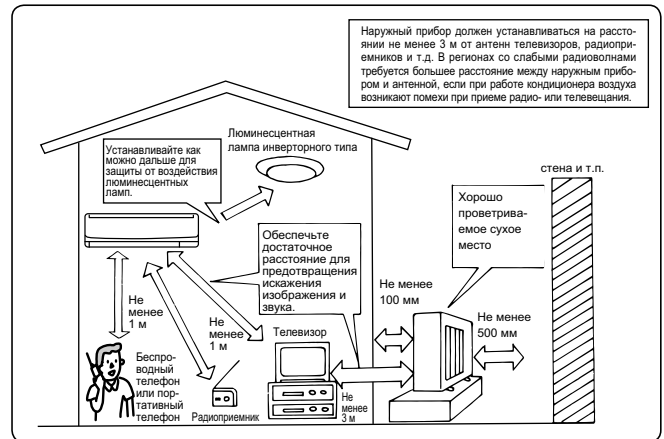 Наружный прибор должен устанавливаться на рассто-
янии не менее 3 м от антенн телевизоров, радиопри-
емников и т.д. В регионах со слабыми радиоволнами
требуется большее расстояние между наружным прибо-
ром и антенной, если при работе кондиционера воздуха
возникают помехи при приеме радио- или телевещания.
Люминесцентная
лампа инверторного типа
Устанавливайте как
можно дальше для
защиты от воздействия
люминесцентных
ламп.
стена и т.п.
Хорошо
проветрива-
емое сухое
место
Обеспечьте
достаточное
расстояние для
предотвращения
искажения
изображения и
звука.
Не менее
100 мм
Не менее
500 мм
Не
менее
1 м
Не
менее
1 м
Телевизор
Беспро-
водный
телефон
или пор-
тативный
телефон
Радиоприемник
Не
менее
3 м